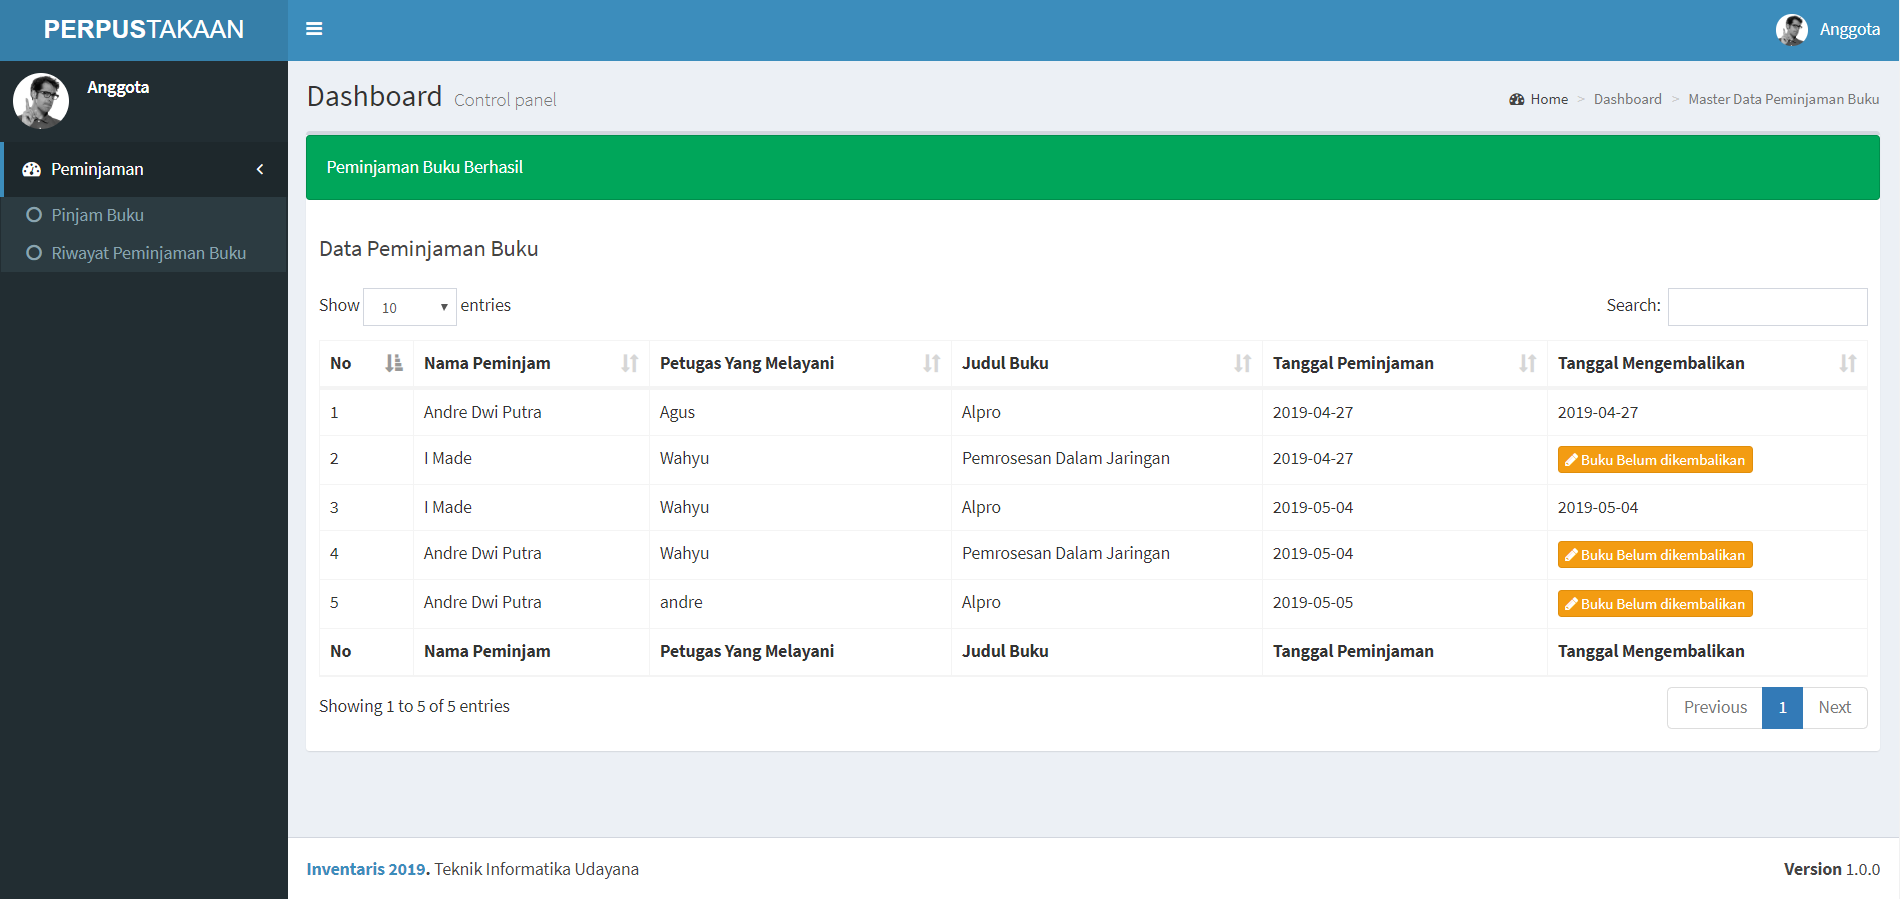 PERPUSTAKAAN
Anggota
Anggota
Peminjaman
Pinjam Buku
Riwayat Peminjaman Buku
Dashboard Control panel
Home > Dashboard > Master Data Peminjaman Buku
Peminjaman Buku Berhasil
Data Peminjaman Buku
Show 10 entries
Search:
No Nama Peminjam Petugas Yang Melayani Judul Buku Tanggal Peminjaman Tanggal Mengembalikan
1 Andre Dwi Putra Agus Alpro 2019-04-27 2019-04-27
2 I Made Wahyu Pemrosesan Dalam Jaringan 2019-04-27 Buku Belum dikembalikan
3 I Made Wahyu Alpro 2019-05-04 2019-05-04
4 Andre Dwi Putra Wahyu Pemrosesan Dalam Jaringan 2019-05-04 Buku Belum dikembalikan
5 Andre Dwi Putra andre Alpro 2019-05-05 Buku Belum dikembalikan
No Nama Peminjam Petugas Yang Melayani Judul Buku Tanggal Peminjaman Tanggal Mengembalikan
Showing 1 to 5 of 5 entries
Previous 1 Next
Inventaris 2019. Teknik Informatika Udayana
Version 1.0.0